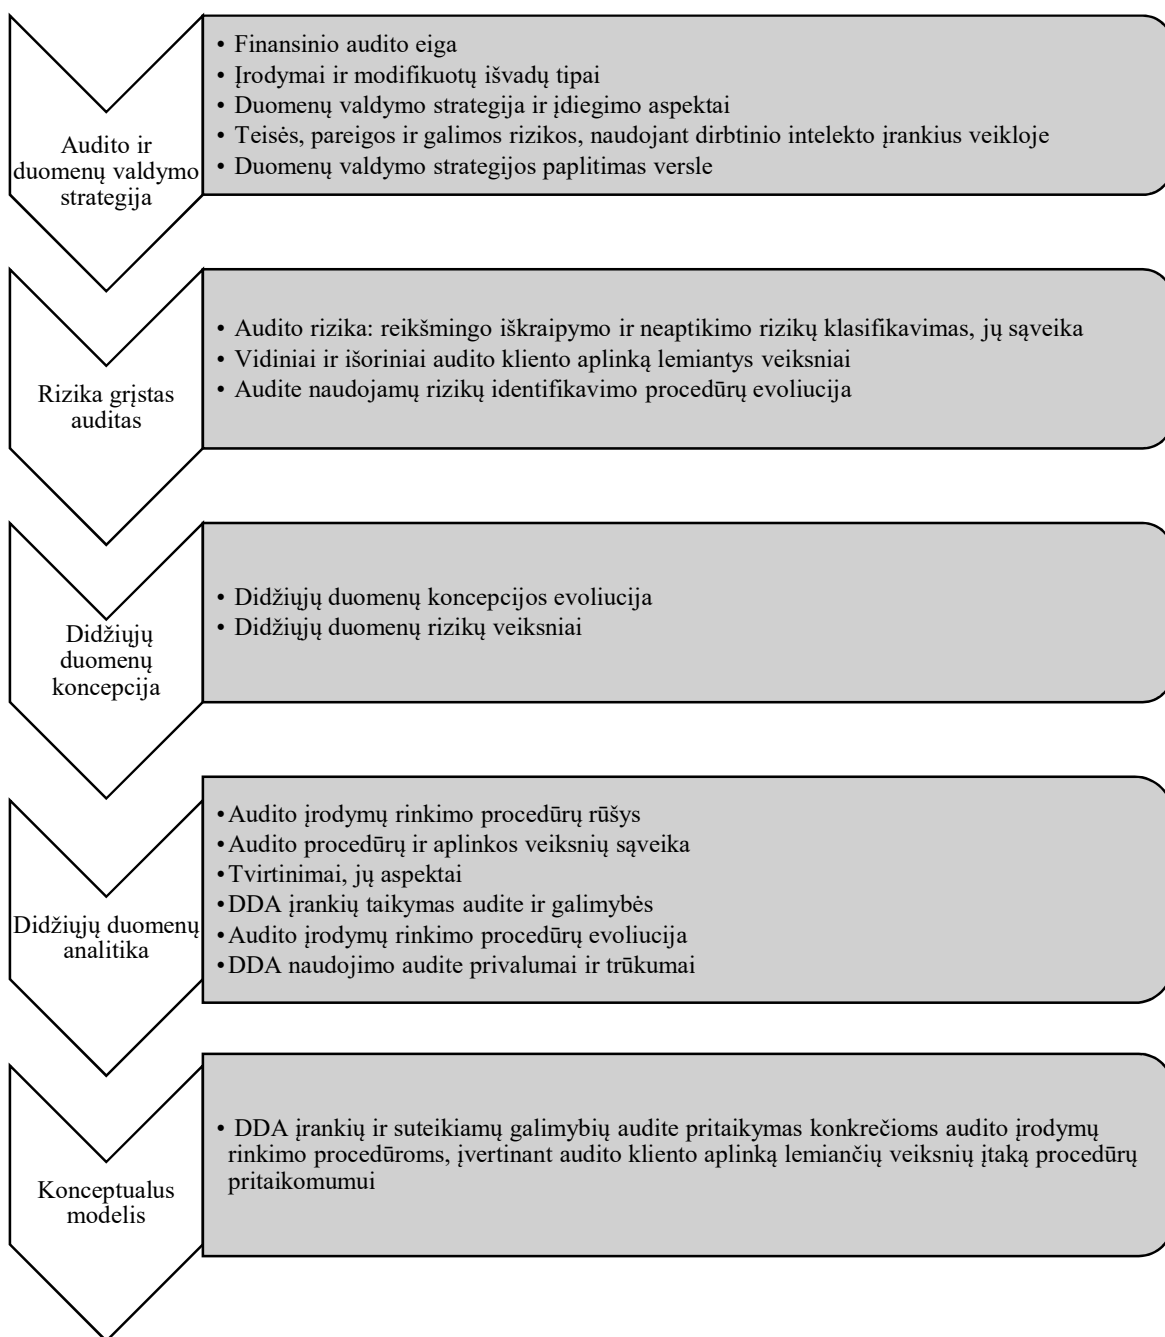 Audito ir
duomenų valdymo
strategija
• Finansinio audito eiga
• Įrodymai ir modifikuotų išvadų tipai
• Duomenų valdymo strategija ir įdiegimo aspektai
• Teisės, pareigos ir galimos rizikos, naudojant dirbtinio intelekto įrankius veikloje
• Duomenų valdymo strategijos paplitimas versle
Rizika grįstas
auditas
• Audito rizika: reikšmingo iškraipymo ir neaptikimo rizikų klasifikavimas, jų sąveika
• Vidiniai ir išoriniai audito kliento aplinką lemiantys veiksniai
• Audite naudojamų rizikų identifikavimo procedūrų evoliucija
Didžiųjų
duomenų
koncepcija
• Didžiųjų duomenų koncepcijos evoliucija
• Didžiųjų duomenų rizikų veiksniai
Didžiųjų duomenų
analitika
• Audito įrodymų rinkimo procedūrų rūšys
• Audito procedūrų ir aplinkos veiksnių sąveika
• Tvirtinimai, jų aspektai
• DDA įrankių taikymas audite ir galimybės
• Audito įrodymų rinkimo procedūrų evoliucija
• DDA naudojimo audite privalumai ir trūkumai
Konceptualus
modelis
• DDA įrankių ir suteikiamų galimybių audite pritaikymas konkrečioms audito įrodymų
rinkimo procedūroms, įvertinant audito kliento aplinką lemiančių veiksnių įtaką procedūrų
pritaikomumui